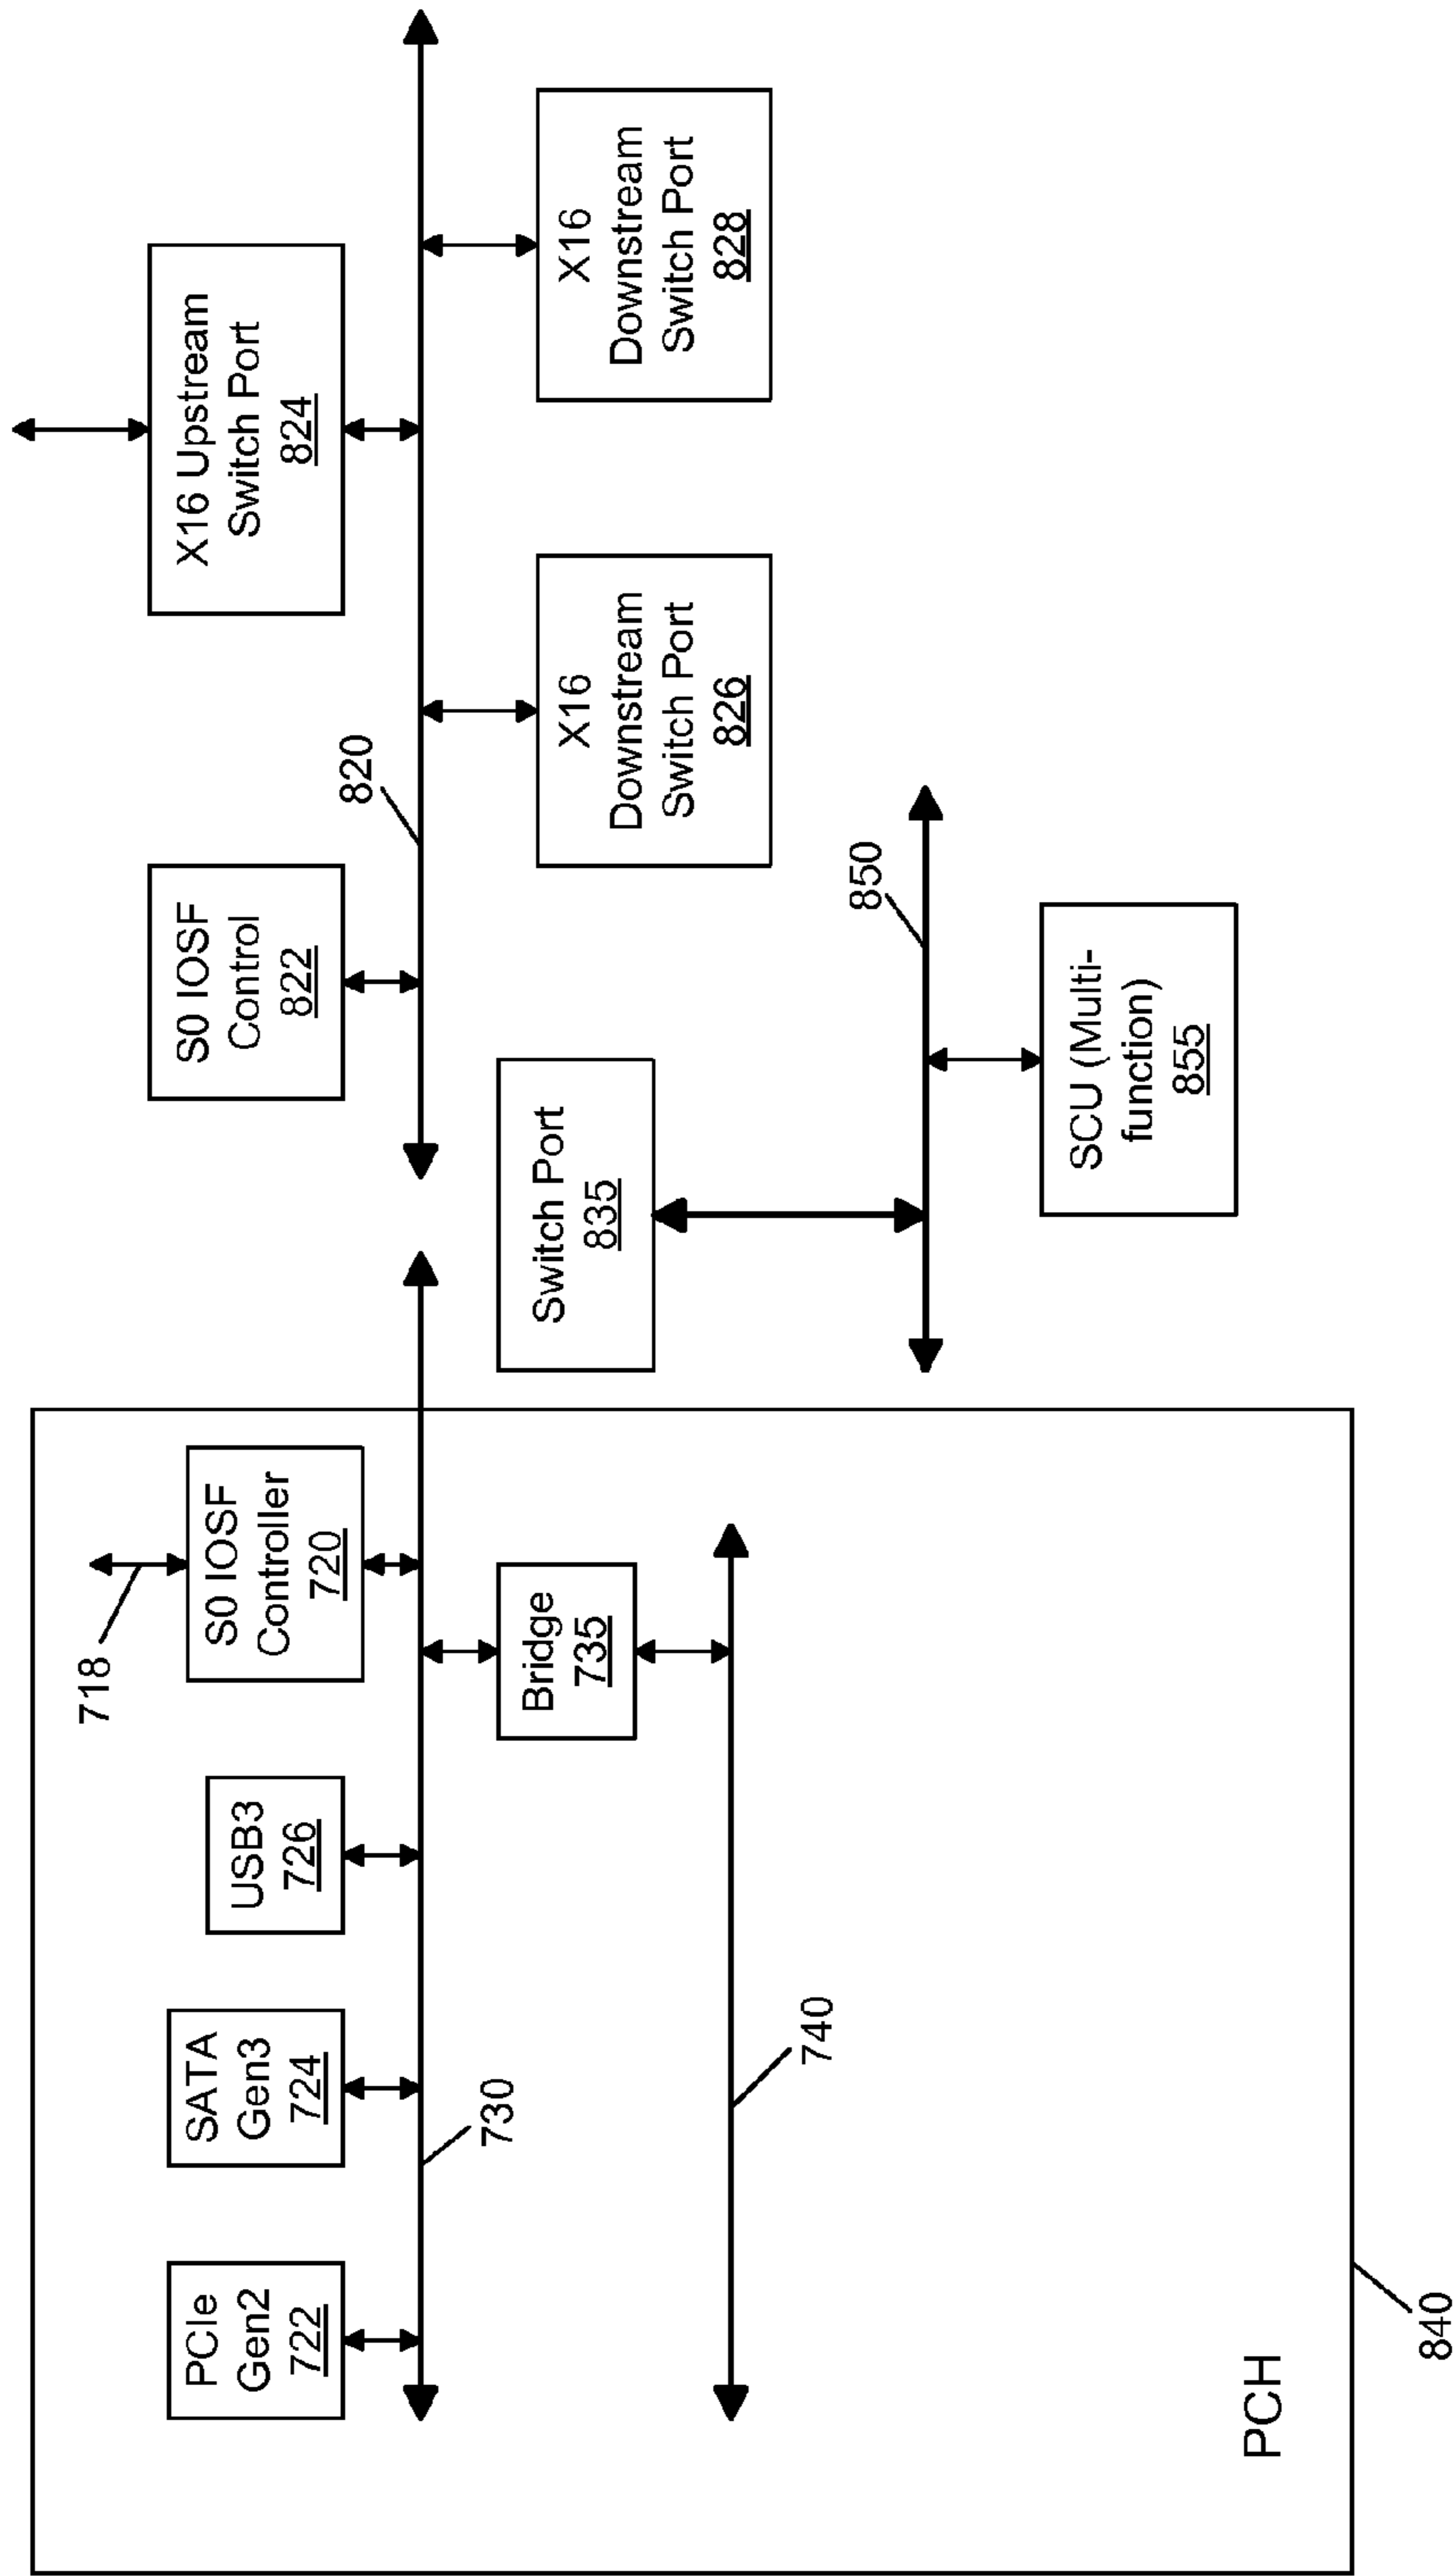 718
PCIe
Gen2
722
SATA
Gen3
724
USB3
726
S0 IOSF
Controller
720
730
Bridge
735
740
PCH
840
S0 IOSF
Control
822
X16 Upstream
Switch Port
824
820
X16
Downstream
Switch Port
826
X16
Downstream
Switch Port
828
Switch Port
835
850
SCU (Multi-
function)
855